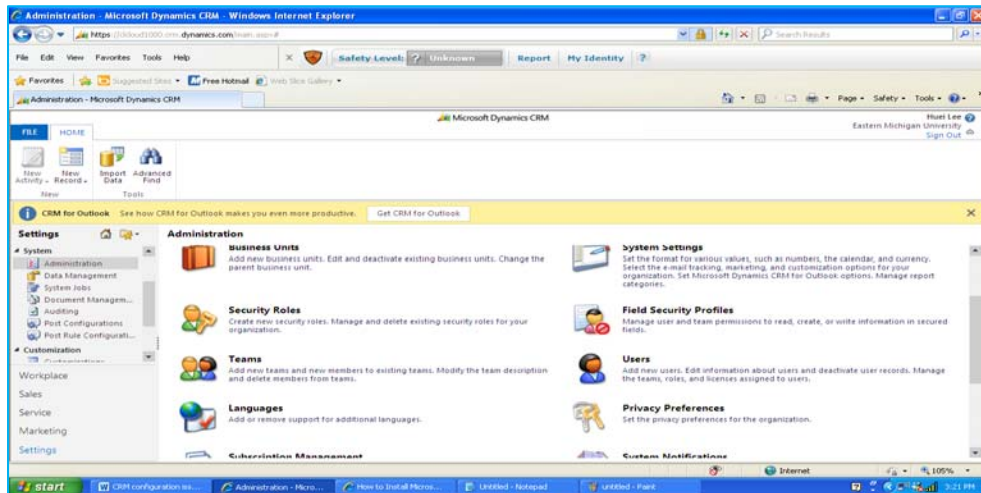 Administration - Microsoft Dynamics CRM - Windows Internet Explorer
dynamics.com
Search Results
File Edit View Favorites Tools Help
Safety Level: ? Unknown Report My Identity ?
Favorites Suggested Sites Free Hotmail Web Slice Gallery
Administration - Microsoft Dynamics CRM
Page Safety Tools
Microsoft Dynamics CRM
Huei Lee
Eastern Michigan University
Sign Out
FILE HOME
New Activity
New Record
Import Data
Advanced Find
New
Tools
CRM for Outlook See how CRM for Outlook makes you even more productive. Get CRM for Outlook
Settings
System
Administration
Data Management
System Jobs
Document Managem...
Auditing
Post Configurations
Post Rule Configurati...
Customization
Customizations
Workplace
Sales
Service
Marketing
Settings
Administration
Business Units
Add new business units. Edit and deactivate existing business units. Change the
parent business unit.
System Settings
Set the format for various values, such as numbers, the calendar, and currency.
Select the e-mail tracking, marketing, and customization options for your
organization. Set Microsoft Dynamics CRM for Outlook options. Manage report
categories.
Security Roles
Create new security roles. Manage and delete existing security roles for your
organization.
Field Security Profiles
Manage user and team permissions to read, create, or write information in secured
fields.
Teams
Add new teams and new members to existing teams. Modify the team description
and delete members from teams.
Users
Add new users. Edit information about users and deactivate user records. Manage
the teams, roles, and licenses assigned to users.
Languages
Add or remove support for additional languages.
Privacy Preferences
Set the privacy preferences for the organization.
Subscription Management
System Notifications
Internet
105%
start
CRM configuration iss...
Administration - Micro...
How to Install Micros...
Untitled - Notepad
untitled - Paint
3:21 PM